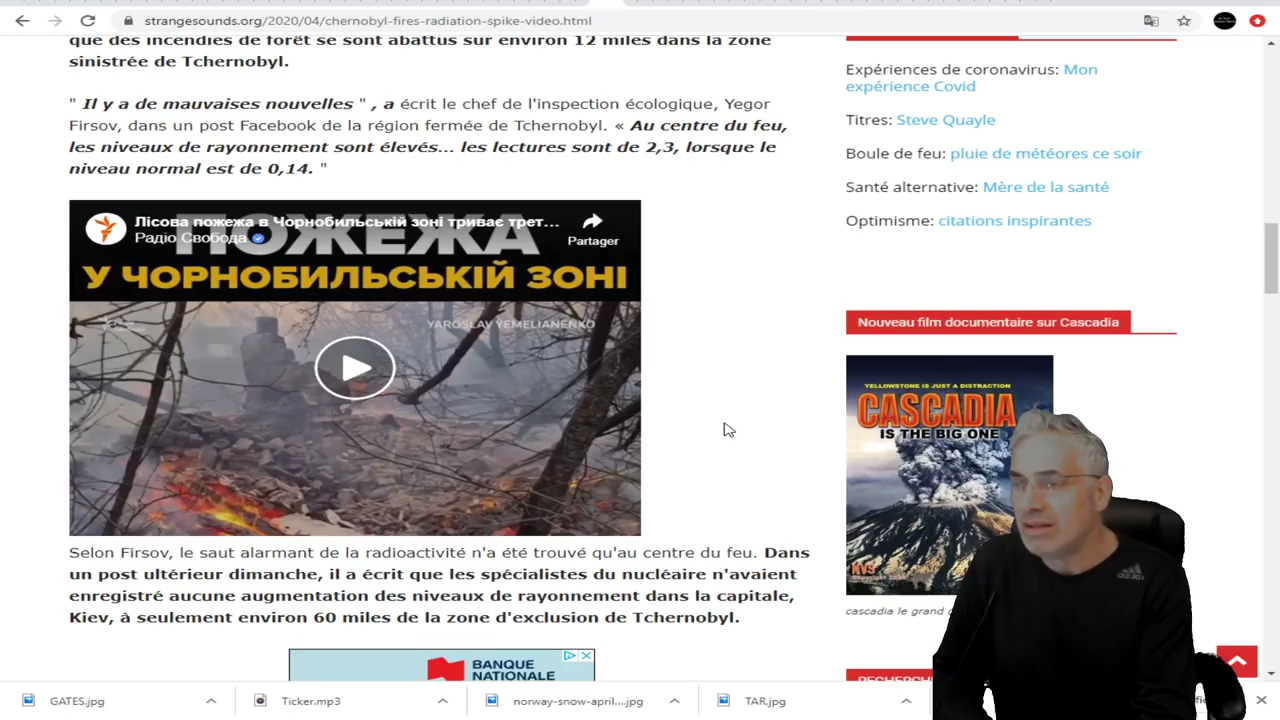 strangesounds.org/2020/04/chernobyl-fires-radiation-spike-video.html
que des incendies de forêt se sont abattus sur environ 12 miles dans la zone
sinistrée de Tchernobyl.
" Il y a de mauvaises nouvelles " , a écrit le chef de l'inspection écologique, Yegor
Firsov, dans un post Facebook de la région fermée de Tchernobyl. « Au centre du feu,
les niveaux de rayonnement sont élevés... les lectures sont de 2,3, lorsque le
niveau normal est de 0,14. "
Лісова пожежа в Чорнобильській зоні триває трет...
Радіо Свобода
Partager
ПОЖЕЖА
У ЧОРНОБИЛЬСЬКІЙ ЗОНІ
YAROSLAV YEMELIANENKO
Selon Firsov, le saut alarmant de la radioactivité n'a été trouvé qu'au centre du feu. Dans
un post ultérieur dimanche, il a écrit que les spécialistes du nucléaire n'avaient
enregistré aucune augmentation des niveaux de rayonnement dans la capitale,
Kiev, à seulement environ 60 miles de la zone d'exclusion de Tchernobyl.
BANQUE
NATIONALE
Expériences de coronavirus: Mon
expérience Covid
Titres: Steve Quayle
Boule de feu: pluie de météores ce soir
Santé alternative: Mère de la santé
Optimisme: citations inspirantes
Nouveau film documentaire sur Cascadia
YELLOWSTONE IS JUST A DISTRACTION
CASCADIA
IS THE BIG ONE
KVS
cascadia le grand
adidas
RECHERCHE
GATES.jpg
Ticker.mp3
norway-snow-april....jpg
TAR.jpg